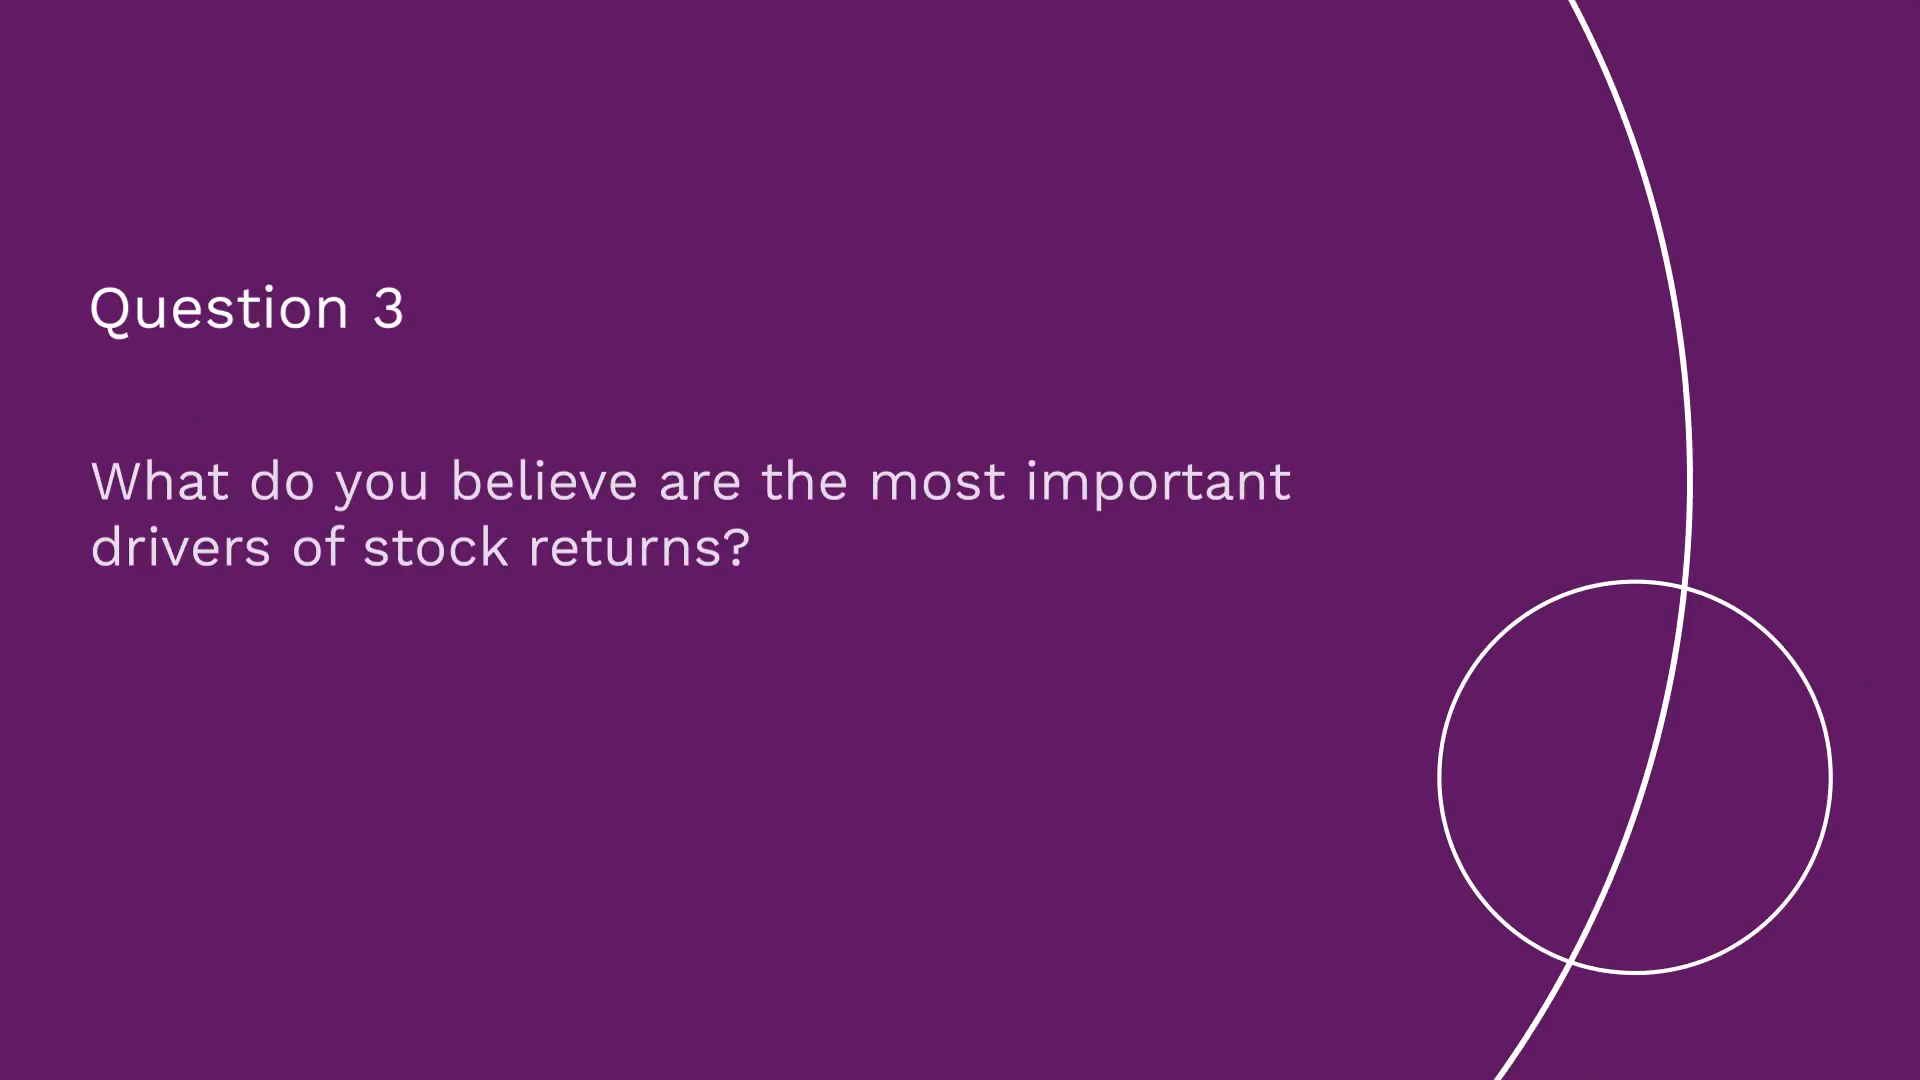 Question 3
What do you believe are the most important
drivers of stock returns?